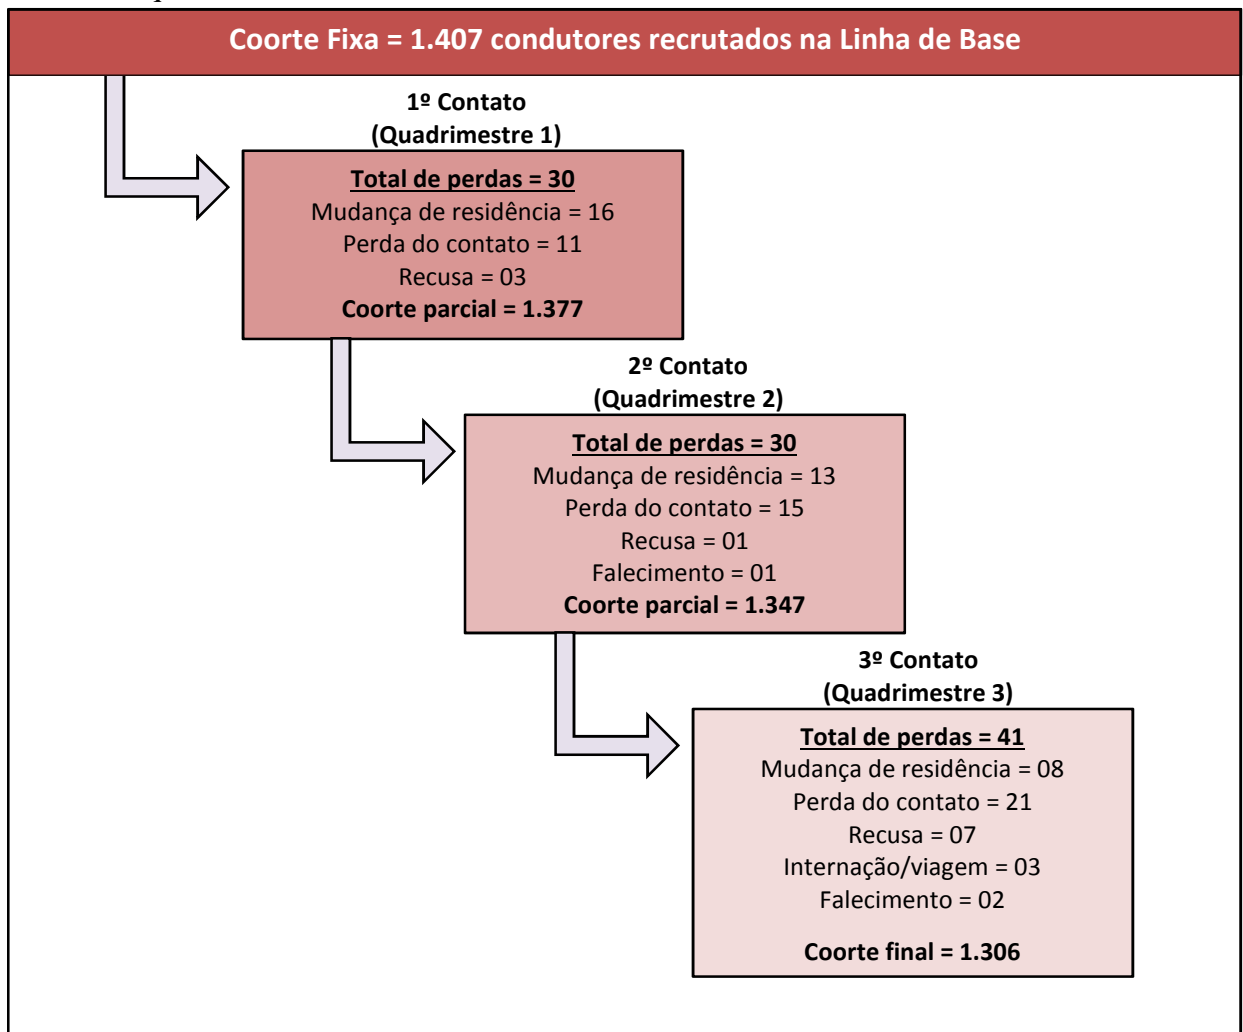 Coorte Fixa = 1.407 condutores recrutados na Linha de Base
1º Contato
(Quadrimestre 1)
Total de perdas = 30
Mudança de residência = 16
Perda do contato = 11
Recusa = 03
Coorte parcial = 1.377
2º Contato
(Quadrimestre 2)
Total de perdas = 30
Mudança de residência = 13
Perda do contato = 15
Recusa = 01
Falecimento = 01
Coorte parcial = 1.347
3º Contato
(Quadrimestre 3)
Total de perdas = 41
Mudança de residência = 08
Perda do contato = 21
Recusa = 07
Internação/viagem = 03
Falecimento = 02
Coorte final = 1.306